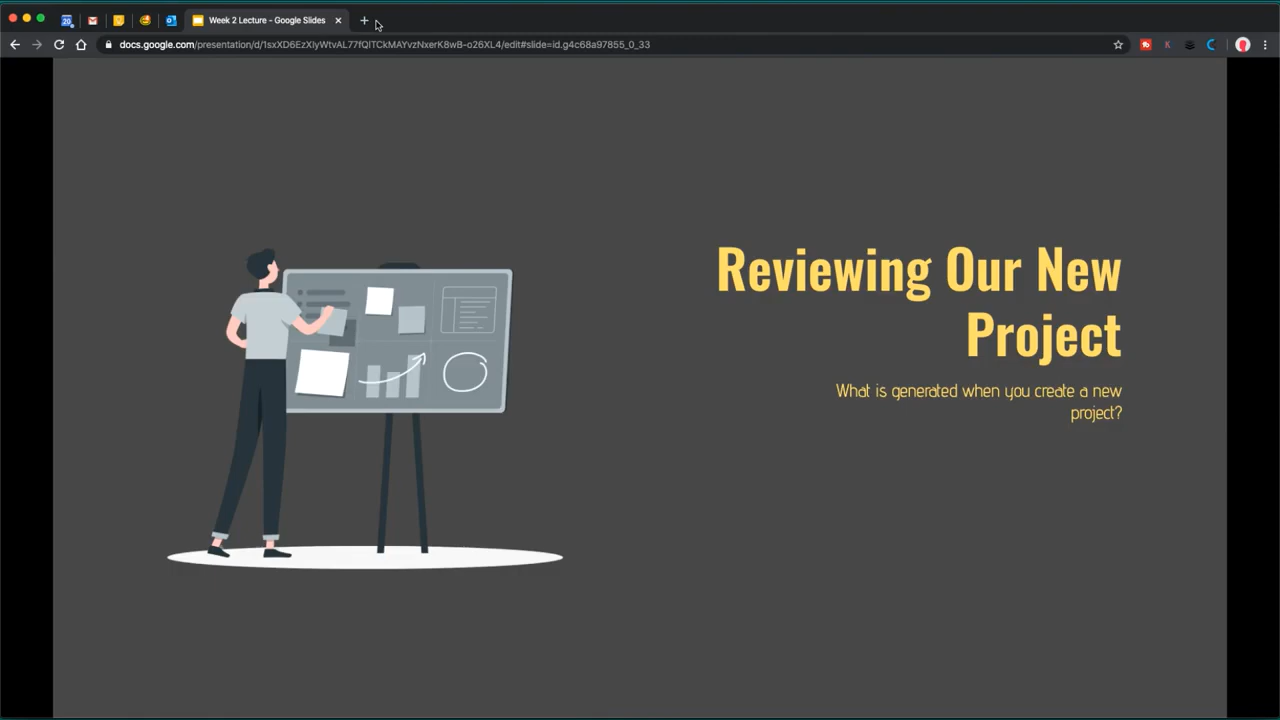 Week 2 Lecture - Google Slides
docs.google.com/presentation/d/1sxXD6EzXIyWtvAL77fQlTCkMAYvzNxerK8wB-o26XL4/edit#slide=id.g4c68a97855_0_33
Reviewing Our New
Project
What is generated when you create a new
project?